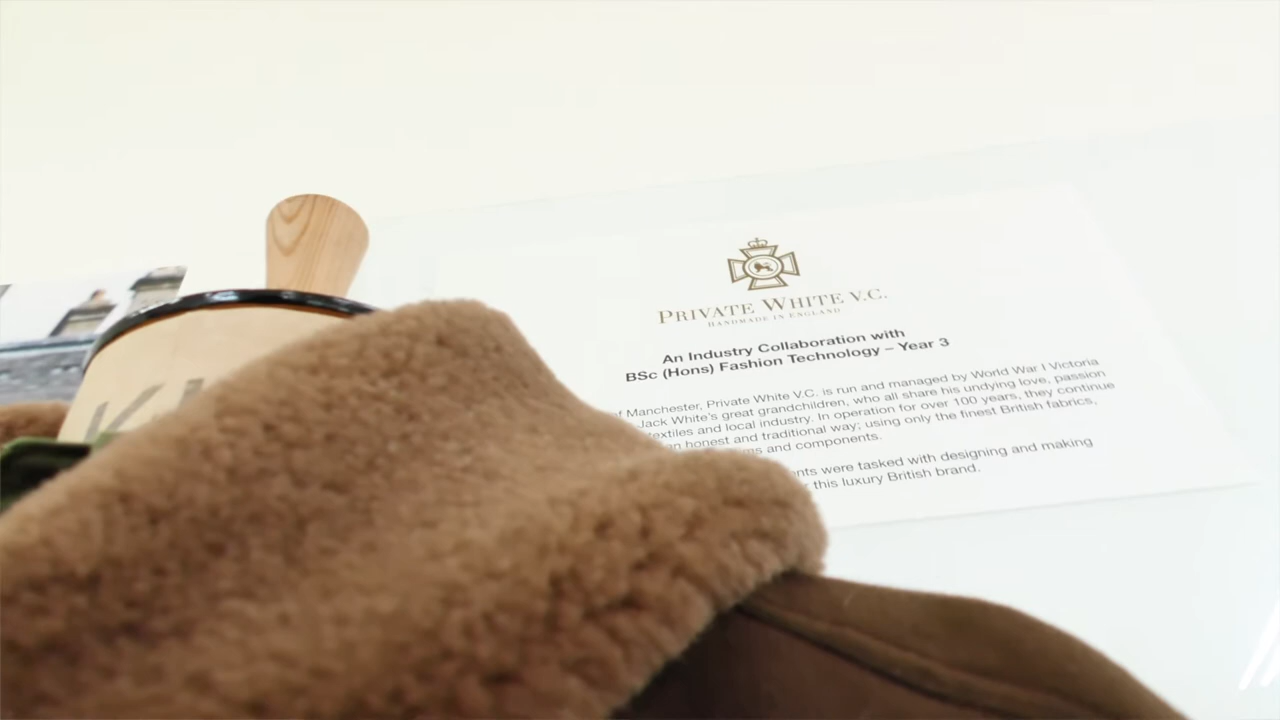 PRIVATE WHITE V.C.
HANDMADE IN ENGLAND
An Industry Collaboration with
BSc (Hons) Fashion Technology – Year 3
of Manchester, Private White V.C. is run and managed by World War I Victoria
Jack White's great grandchildren, who all share his undying love, passion
textiles and local industry. In operation for over 100 years, they continue
an honest and traditional way; using only the finest British fabrics,
and components.
were tasked with designing and making
this luxury British brand.